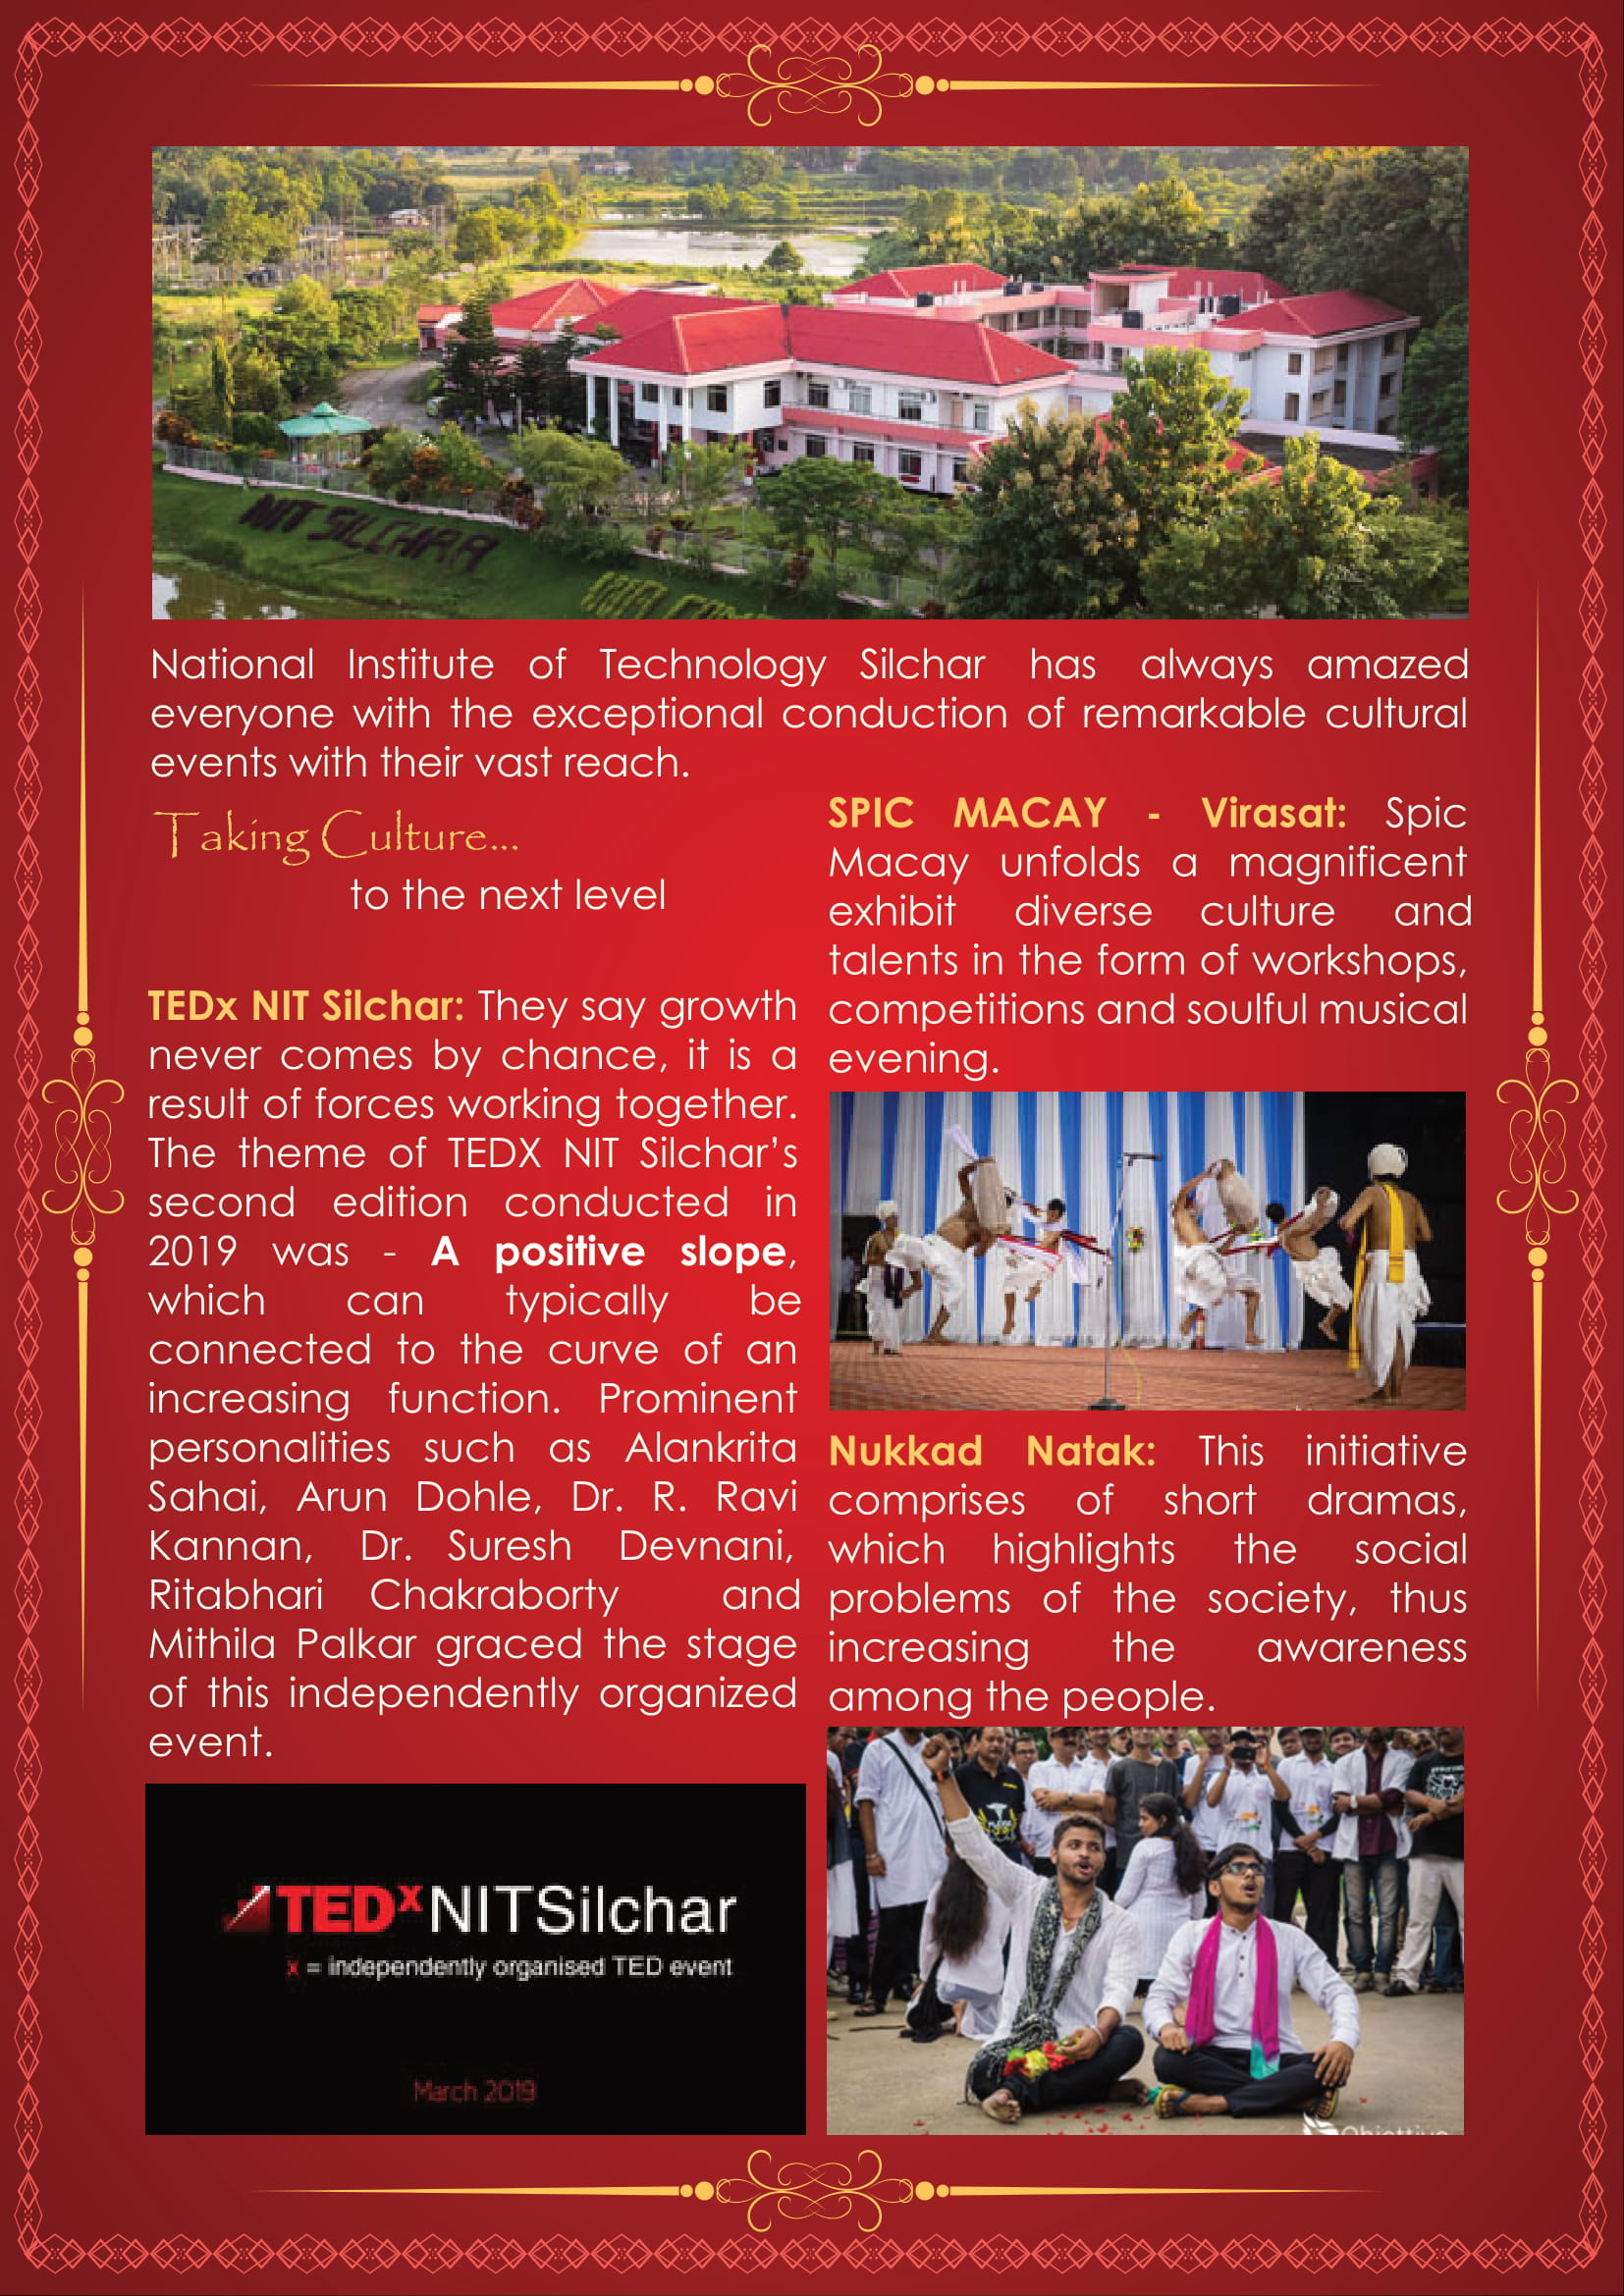 NIT SILCHAR
National Institute of Technology Silchar has always amazed
everyone with the exceptional conduction of remarkable cultural
events with their vast reach.
Taking Culture...
to the next level
TEDx NIT Silchar: They say growth
never comes by chance, it is a
result of forces working together.
The theme of TEDX NIT Silchar’s
second edition conducted in
2019 was - A positive slope,
which can typically be
connected to the curve of an
increasing function. Prominent
personalities such as Alankrita
Sahai, Arun Dohle, Dr. R. Ravi
Kannan, Dr. Suresh Devnani,
Ritabhari Chakraborty and
Mithila Palkar graced the stage
of this independently organized
event.
TEDx NITSilchar
x = independently organised TED event
March 2019
SPIC MACAY - Virasat: Spic
Macay unfolds a magnificent
exhibit diverse culture and
talents in the form of workshops,
competitions and soulful musical
evening.
Nukkad Natak: This initiative
comprises of short dramas,
which highlights the social
problems of the society, thus
increasing the awareness
among the people.